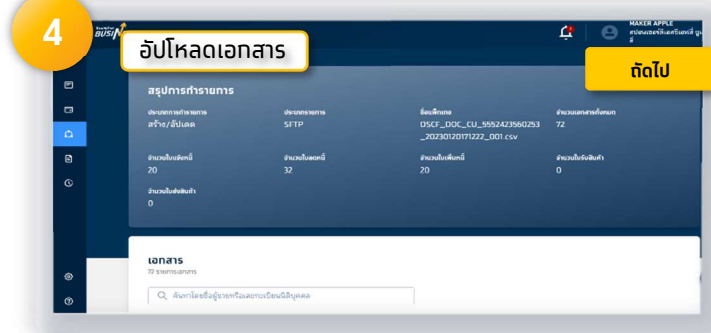 4
BUSIN
MAKER APPLE
อัปโหลดเอกสาร
ถัดไป
สรุปการทำรายการ
ประเภทการทำรายการ
ประเภทรายการ
ชื่อแพ็กเกจ
จำนวนเอกสารทั้งหมด
สร้าง/อัปเดต
SFTP
DSCF_DOC_CU_5552423560253
_20230120171222_001.csv
72
จำนวนใบแจ้งหนี้
จำนวนใบลดหนี้
จำนวนใบเพิ่มหนี้
จำนวนใบรับสินค้า
20
32
20
0
จำนวนใบส่งสินค้า
0
เอกสาร
72 รายการเอกสาร
ค้นหาโดยชื่อผู้ขายหรือเลขทะเบียนนิติบุคคล